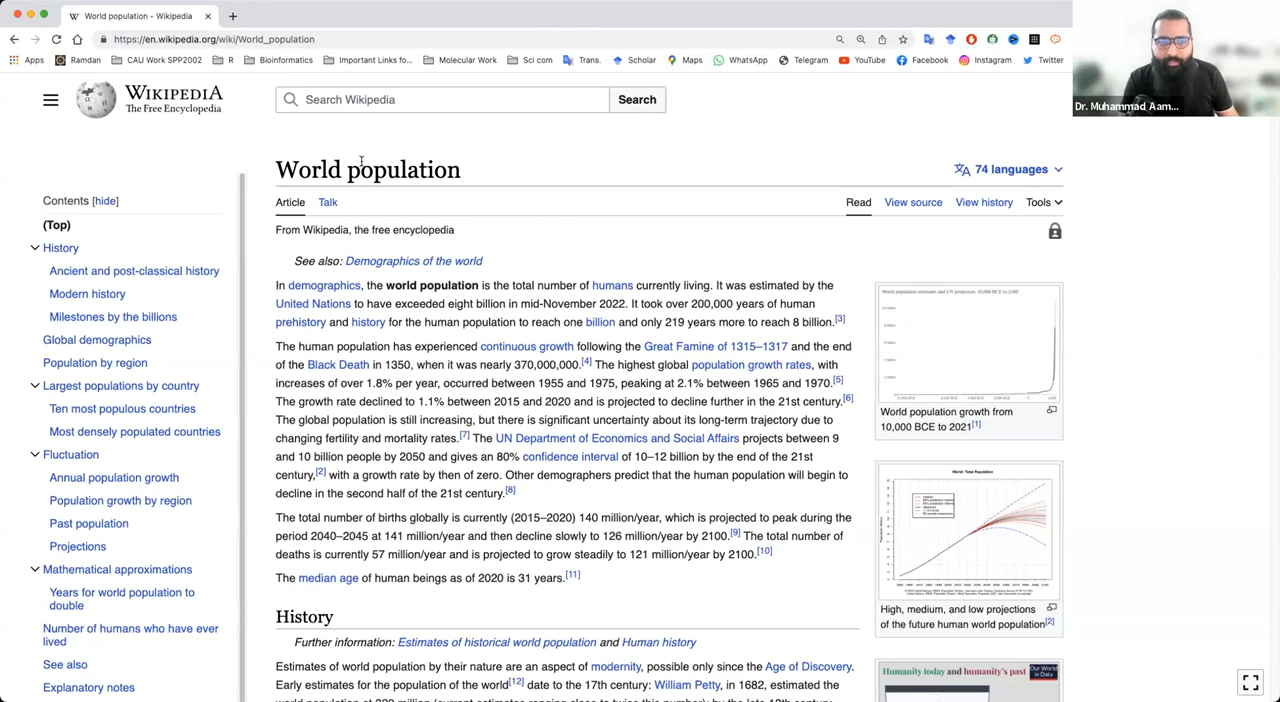 World population - Wikipedia
https://en.wikipedia.org/wiki/World_population
Apps Ramdan CAU Work SPP2002 R Bioinformatics Important Links fo... Molecular Work Sci com Trans. Scholar Maps WhatsApp Telegram YouTube Facebook Instagram Twitter
Dr. Muhammad Aam...
WIKIPEDIA
The Free Encyclopedia
Search Wikipedia
Search
World population
74 languages
Article Talk
Read View source View history Tools
From Wikipedia, the free encyclopedia
Contents [hide]
(Top)
History
Ancient and post-classical history
Modern history
Milestones by the billions
Global demographics
Population by region
Largest populations by country
Ten most populous countries
Most densely populated countries
Fluctuation
Annual population growth
Population growth by region
Past population
Projections
Mathematical approximations
Years for world population to
double
Number of humans who have ever
lived
See also
Explanatory notes
See also: Demographics of the world
In demographics, the world population is the total number of humans currently living. It was estimated by the
United Nations to have exceeded eight billion in mid-November 2022. It took over 200,000 years of human
prehistory and history for the human population to reach one billion and only 219 years more to reach 8 billion.[3]
The human population has experienced continuous growth following the Great Famine of 1315–1317 and the end
of the Black Death in 1350, when it was nearly 370,000,000.[4] The highest global population growth rates, with
increases of over 1.8% per year, occurred between 1955 and 1975, peaking at 2.1% between 1965 and 1970.[5]
The growth rate declined to 1.1% between 2015 and 2020 and is projected to decline further in the 21st century.[6]
The global population is still increasing, but there is significant uncertainty about its long-term trajectory due to
changing fertility and mortality rates.[7] The UN Department of Economics and Social Affairs projects between 9
and 10 billion people by 2050 and gives an 80% confidence interval of 10–12 billion by the end of the 21st
century,[2] with a growth rate by then of zero. Other demographers predict that the human population will begin to
decline in the second half of the 21st century.[8]
The total number of births globally is currently (2015–2020) 140 million/year, which is projected to peak during the
period 2040–2045 at 141 million/year and then decline slowly to 126 million/year by 2100.[9] The total number of
deaths is currently 57 million/year and is projected to grow steadily to 121 million/year by 2100.[10]
The median age of human beings as of 2020 is 31 years.[11]
History
Further information: Estimates of historical world population and Human history
Estimates of world population by their nature are an aspect of modernity, possible only since the Age of Discovery.
Early estimates for the population of the world[12] date to the 17th century: William Petty, in 1682, estimated the
World population estimates and UN projection, 10,000 BCE to 2100
World population growth from
10,000 BCE to 2021[1]
World: Total Population
High, medium, and low projections
of the future human world population[2]
Humanity today and humanity's past
Our World
in Data